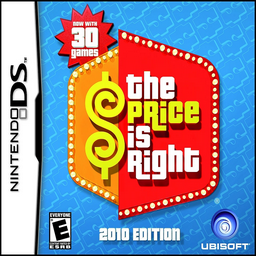 NINTENDO DS
NOW WITH
30
games
the
PRICE
is
Right
2010 EDITION
EVERYONE
E
ESRB
UBISOFT